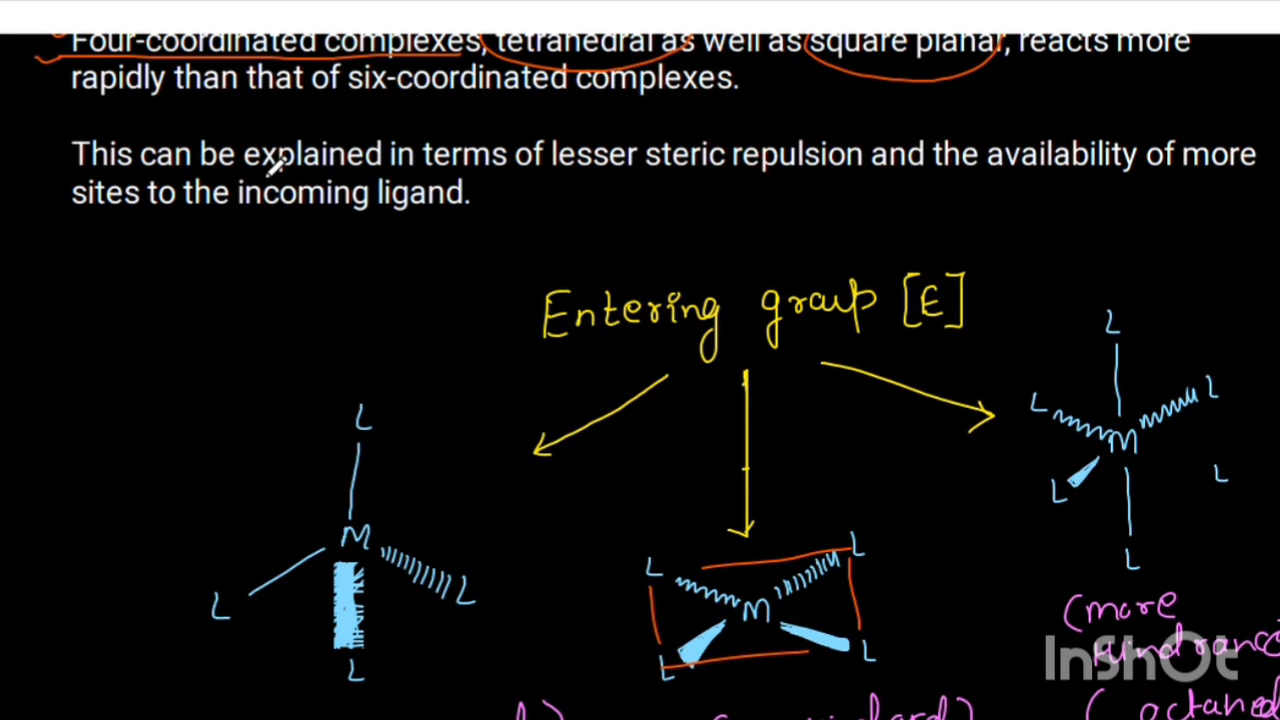 Four-coordinated complexes, tetrahedral as well as square planar, reacts more
rapidly than that of six-coordinated complexes.
This can be explained in terms of lesser steric repulsion and the availability of more
sites to the incoming ligand.
Entering group [E]
L
L
M
L
L
L
L
L
M
L
L
L
L
L
M
L
L
L
L
(more
InShOt